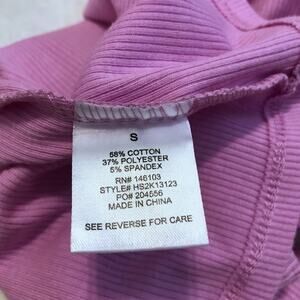 S
58% COTTON
37% POLYESTER
5% SPANDEX
RN# 146103
STYLE# HS2K13123
PO# 204556
MADE IN CHINA
SEE REVERSE FOR CARE